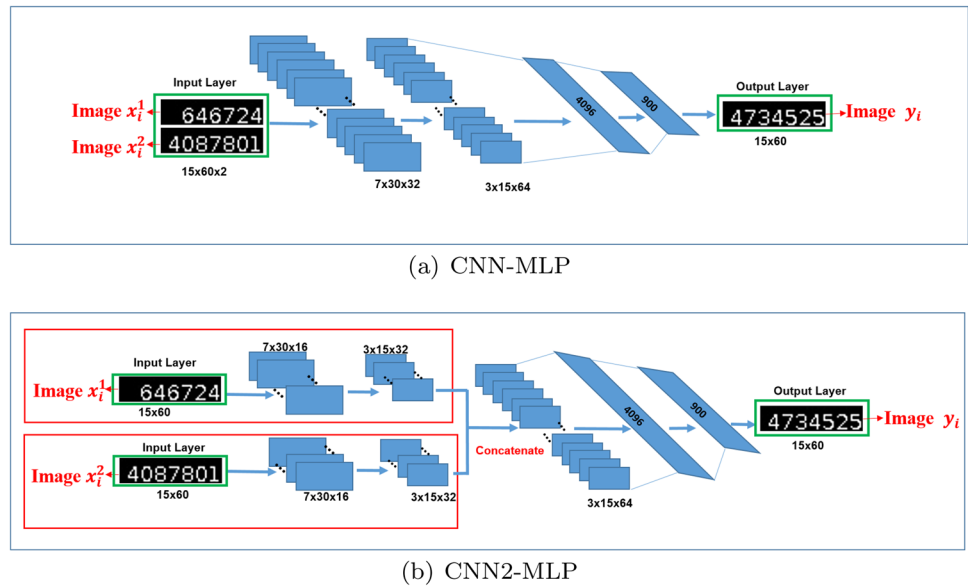 Input Layer
Image x_i^1
646724
Image x_i^2
4087801
15x60x2
7x30x32
3x15x64
4096
900
Output Layer
4734525
Image y_i
15x60
(a) CNN-MLP
Input Layer
Image x_i^1
646724
15x60
7x30x16
3x15x32
Input Layer
Image x_i^2
4087801
15x60
7x30x16
3x15x32
Concatenate
3x15x64
4096
900
Output Layer
4734525
Image y_i
15x60
(b) CNN2-MLP